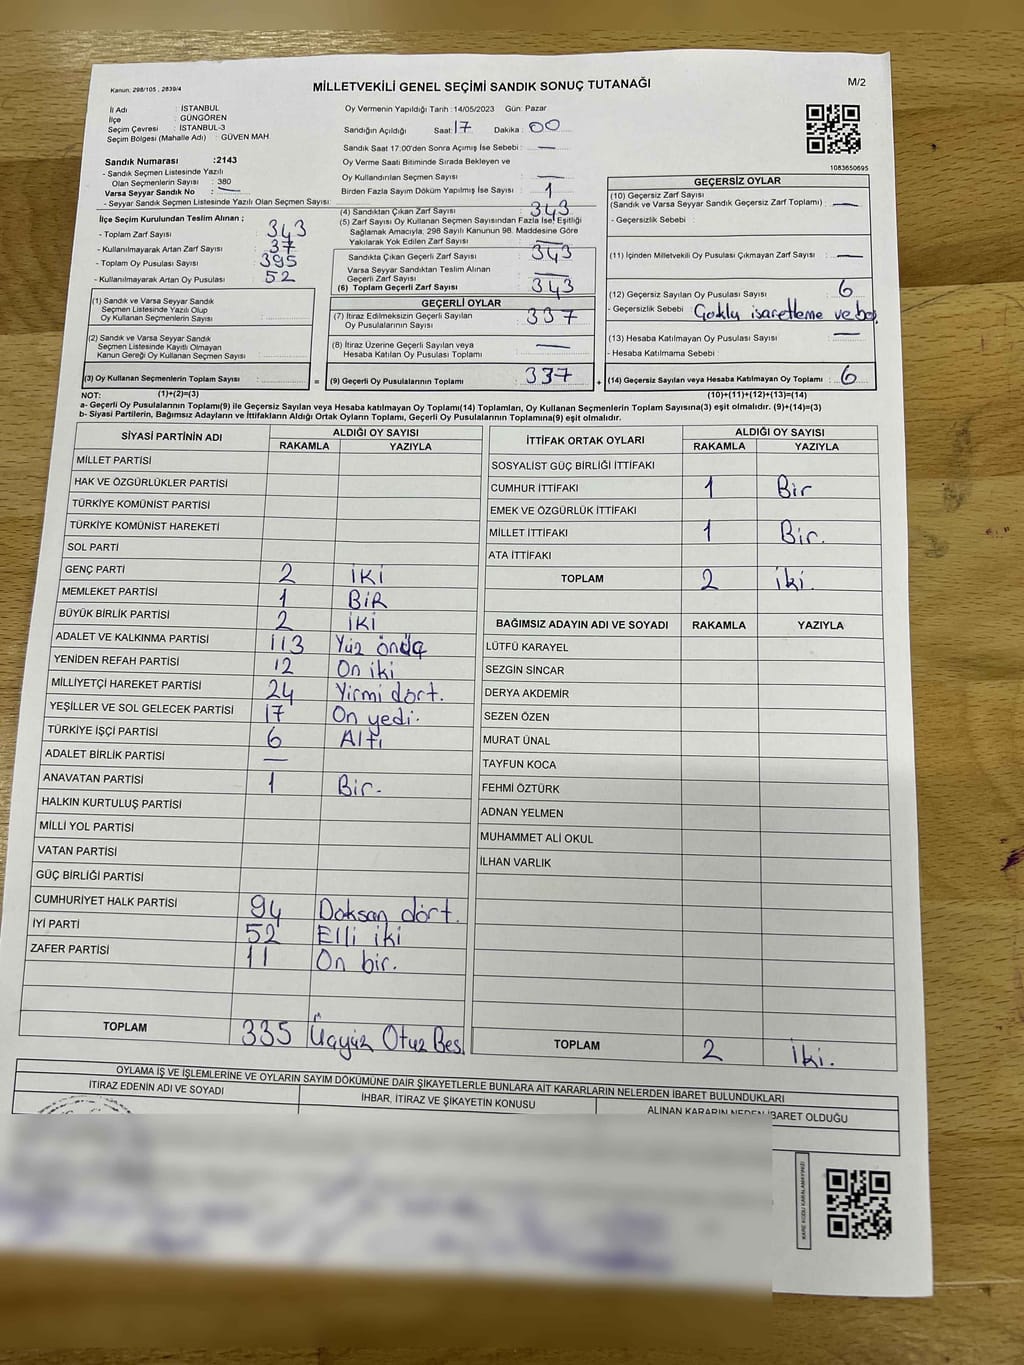 Kanun: 298/105 , 2839/4
MİLLETVEKİLİ GENEL SEÇİMİ SANDIK SONUÇ TUTANAĞI
M/2
İl Adı : İSTANBUL
İlçe : GÜNGÖREN
Seçim Çevresi : İSTANBUL-3
Seçim Bölgesi (Mahalle Adı) : GÜVEN MAH
Sandık Numarası :2143
- Sandık Seçmen Listesinde Yazılı
Olan Seçmenlerin Sayısı : 380
Varsa Seyyar Sandık No : —
- Seyyar Sandık Seçmen Listesinde Yazılı Olan Seçmen Sayısı:
Oy Vermenin Yapıldığı Tarih :14/05/2023 Gün: Pazar
Sandığın Açıldığı Saat: 17 Dakika : 00
Sandık Saat 17:00'den Sonra Açımış İse Sebebi : —
Oy Verme Saati Bitiminde Sırada Bekleyen ve
Oy Kullandırılan Seçmen Sayısı : —
Birden Fazla Sayım Döküm Yapılmış İse Sayısı : 1
1083650695
İlçe Seçim Kurulundan Teslim Alınan ;
- Toplam Zarf Sayısı : 343
- Kullanılmayarak Artan Zarf Sayısı : 37
- Toplam Oy Pusulası Sayısı : 395
- Kullanılmayarak Artan Oy Pusulası : 52
(1) Sandık ve Varsa Seyyar Sandık
Seçmen Listesinde Yazılı Olup
Oy Kullanan Seçmenlerin Sayısı :
(2) Sandık ve Varsa Seyyar Sandık
Seçmen Listesinde Kayıtlı Olmayan
Kanun Gereği Oy Kullanan Seçmen Sayısı :
(3) Oy Kullanan Seçmenlerin Toplam Sayısı :
=
(4) Sandıktan Çıkan Zarf Sayısı : 343
(5) Zarf Sayısı Oy Kullanan Seçmen Sayısından Fazla İse, Eşitliği
Sağlamak Amacıyla, 298 Sayılı Kanunun 98. Maddesine Göre
Yakılarak Yok Edilen Zarf Sayısı : —
Sandıkta Çıkan Geçerli Zarf Sayısı : 343
Varsa Seyyar Sandıktan Teslim Alınan
Geçerli Zarf Sayısı : —
(6) Toplam Geçerli Zarf Sayısı : 343
GEÇERLİ OYLAR
(7) İtiraz Edilmeksizin Geçerli Sayılan
Oy Pusulalarının Sayısı : 337
(8) İtiraz Üzerine Geçerli Sayılan veya
Hesaba Katılan Oy Pusulası Toplamı : —
(9) Geçerli Oy Pusulalarının Toplamı : 337
+
GEÇERSİZ OYLAR
(10) Geçersiz Zarf Sayısı
(Sandık ve Varsa Seyyar Sandık Geçersiz Zarf Toplamı) : —
- Geçersizlik Sebebi :
(11) İçinden Milletvekili Oy Pusulası Çıkmayan Zarf Sayısı : —
(12) Geçersiz Sayılan Oy Pusulası Sayısı : 6
- Geçersizlik Sebebi : Çoklu işaretleme ve boş
(13) Hesaba Katılmayan Oy Pusulası Sayısı : —
- Hesaba Katılmama Sebebi :
(14) Geçersiz Sayılan veya Hesaba Katılmayan Oy Toplamı : 6
NOT: (1)+(2)=(3)
(10)+(11)+(12)+(13)=(14)
a- Geçerli Oy Pusulalarının Toplamı(9) ile Geçersiz Sayılan veya Hesaba katılmayan Oy Toplamı(14) Toplamları, Oy Kullanan Seçmenlerin Toplam Sayısına(3) eşit olmalıdır. (9)+(14)=(3)
b- Siyasi Partilerin, Bağımsız Adayların ve İttifakların Aldığı Ortak Oyların Toplamı, Geçerli Oy Pusulalarının Toplamına(9) eşit olmalıdır.
SİYASİ PARTİNİN ADI ALDIĞI OY SAYISI
RAKAMLA YAZIYLA
MİLLET PARTİSİ
HAK VE ÖZGÜRLÜKLER PARTİSİ
TÜRKİYE KOMÜNİST PARTİSİ
TÜRKİYE KOMÜNİST HAREKETİ
SOL PARTİ
GENÇ PARTİ 2 iki
MEMLEKET PARTİSİ 1 BİR
BÜYÜK BİRLİK PARTİSİ 2 iki
ADALET VE KALKINMA PARTİSİ 113 Yüz önüç
YENİDEN REFAH PARTİSİ 12 On iki
MİLLİYETÇİ HAREKET PARTİSİ 24 Yirmi dört.
YEŞİLLER VE SOL GELECEK PARTİSİ 17 On yedi.
TÜRKİYE İŞÇİ PARTİSİ 6 Altı
ADALET BİRLİK PARTİSİ —
ANAVATAN PARTİSİ 1 Bir.
HALKIN KURTULUŞ PARTİSİ
MİLLİ YOL PARTİSİ
VATAN PARTİSİ
GÜÇ BİRLİĞİ PARTİSİ
CUMHURİYET HALK PARTİSİ 94 Doksan dört.
İYİ PARTİ 52 Elli iki
ZAFER PARTİSİ 11 On bir.
TOPLAM 335 Üçyüz Otuz Beş
İTTİFAK ORTAK OYLARI ALDIĞI OY SAYISI
RAKAMLA YAZIYLA
SOSYALİST GÜÇ BİRLİĞİ İTTİFAKI
CUMHUR İTTİFAKI 1 Bir
EMEK VE ÖZGÜRLÜK İTTİFAKI
MİLLET İTTİFAKI 1 Bir.
ATA İTTİFAKI
TOPLAM 2 iki.
BAĞIMSIZ ADAYIN ADI VE SOYADI RAKAMLA YAZIYLA
LÜTFÜ KARAYEL
SEZGİN SİNCAR
DERYA AKDEMİR
SEZEN ÖZEN
MURAT ÜNAL
TAYFUN KOCA
FEHMİ ÖZTÜRK
ADNAN YELMEN
MUHAMMET ALİ OKUL
İLHAN VARLIK
TOPLAM 2 iki.
OYLAMA İŞ VE İŞLEMLERİNE VE OYLARIN SAYIM DÖKÜMÜNE DAİR ŞİKAYETLERLE BUNLARA AİT KARARLARIN NELERDEN İBARET BULUNDUKLARI
İTİRAZ EDENİN ADI VE SOYADI
İHBAR, İTİRAZ VE ŞİKAYETİN KONUSU
ALINAN KARARIN NEDEN İBARET OLDUĞU
KARE KODU KARALAMAYINIZ!